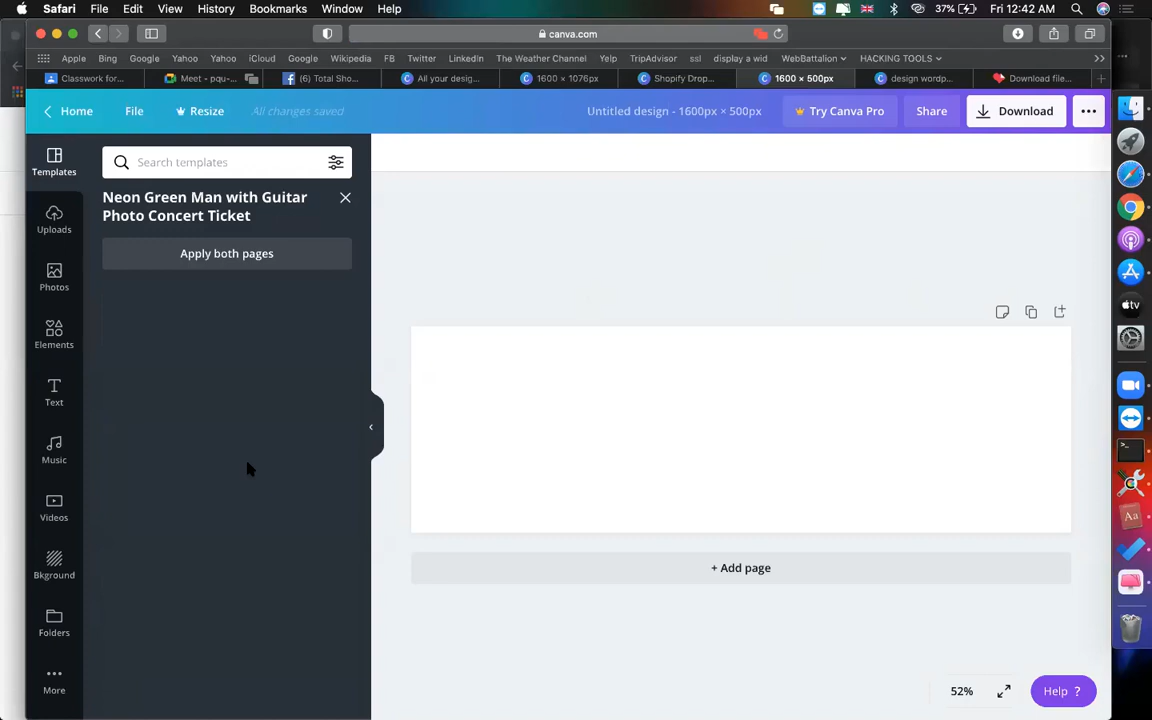 Safari File Edit View History Bookmarks Window Help 37% Fri 12:42 AM
canva.com
Apple Bing Google Yahoo Yahoo iCloud Google Wikipedia FB Twitter LinkedIn The Weather Channel Yelp TripAdvisor ssl display a wid WebBattalion HACKING TOOLS
Classwork for... Meet - pqu-... (6) Total Sho... All your desig... 1600 × 1076px Shopify Drop... 1600 × 500px design wordp... Download file...
Home File Resize All changes saved Untitled design - 1600px × 500px Try Canva Pro Share Download
Templates
Search templates
Neon Green Man with Guitar
Photo Concert Ticket
Apply both pages
Uploads
Photos
Elements
Text
Music
Videos
Bkground
Folders
More
+ Add page
52%
Help ?
tv
Aa